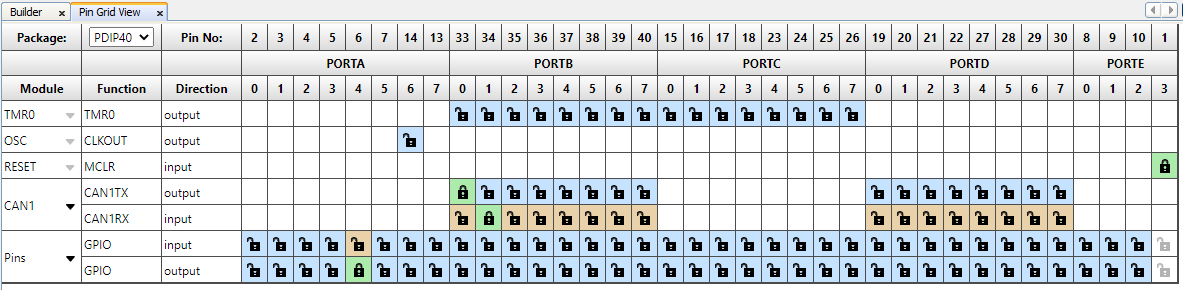 Builder x Pin Grid View x
Package: PDIP40 Pin No: 2 3 4 5 6 7 14 13 33 34 35 36 37 38 39 40 15 16 17 18 23 24 25 26 19 20 21 22 27 28 29 30 8 9 10 1
PORTA PORTB PORTC PORTD PORTE
Module Function Direction 0 1 2 3 4 5 6 7 0 1 2 3 4 5 6 7 0 1 2 3 4 5 6 7 0 1 2 3 4 5 6 7 0 1 2 3
TMR0 TMR0 output
OSC CLKOUT output
RESET MCLR input
CAN1 CAN1TX output
CAN1RX input
Pins GPIO input
GPIO output